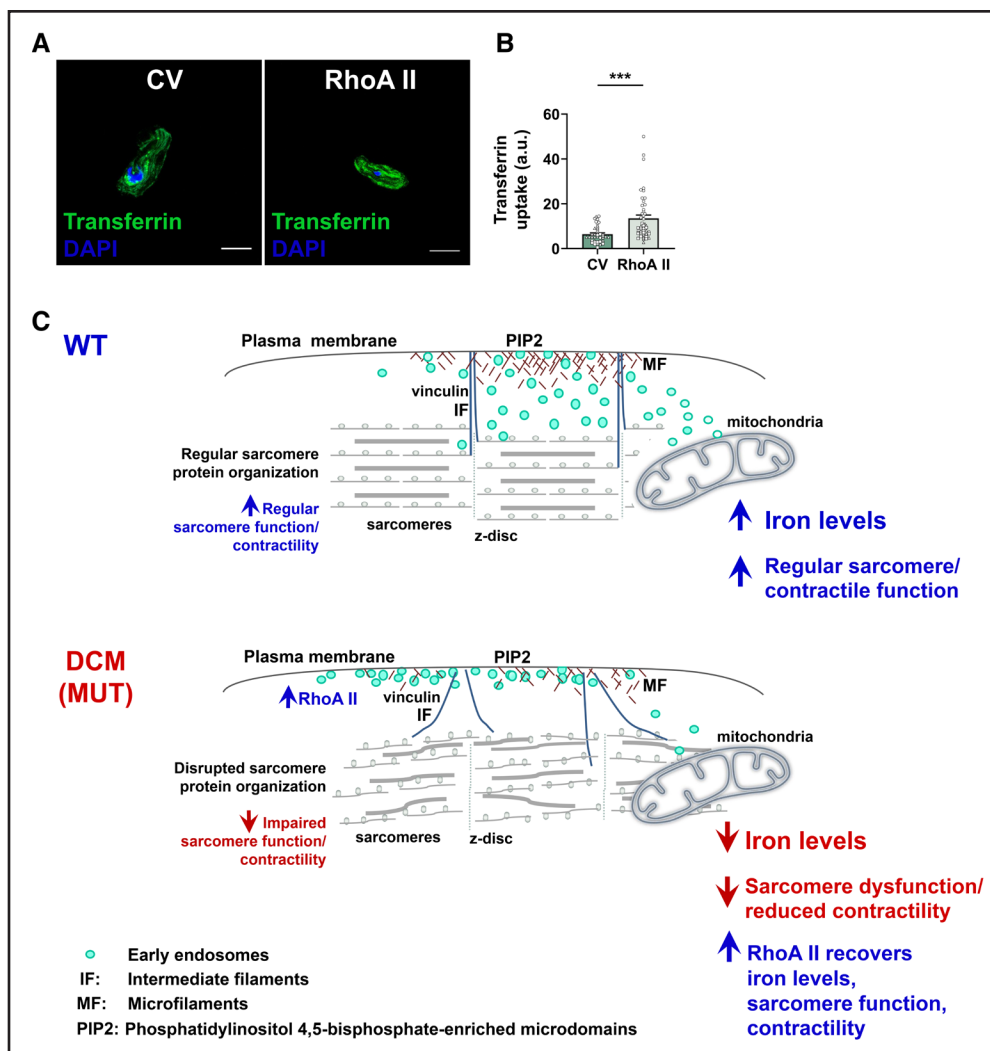 A
CV
Transferrin
DAPI
RhoA II
Transferrin
DAPI
B
***
Transferrin
uptake (a.u.)
60
40
20
0
CV
RhoA II
C
WT
Plasma membrane
PIP2
MF
vinculin
IF
mitochondria
Regular sarcomere
protein organization
Regular
sarcomere function/
contractility
sarcomeres
z-disc
Iron levels
Regular sarcomere/
contractile function
DCM
(MUT)
Plasma membrane
PIP2
MF
RhoA II
vinculin
IF
mitochondria
Disrupted sarcomere
protein organization
Impaired
sarcomere function/
contractility
sarcomeres
z-disc
Iron levels
Sarcomere dysfunction/
reduced contractility
RhoA II recovers
iron levels,
sarcomere function,
contractility
Early endosomes
IF: Intermediate filaments
MF: Microfilaments
PIP2: Phosphatidylinositol 4,5-bisphosphate-enriched microdomains